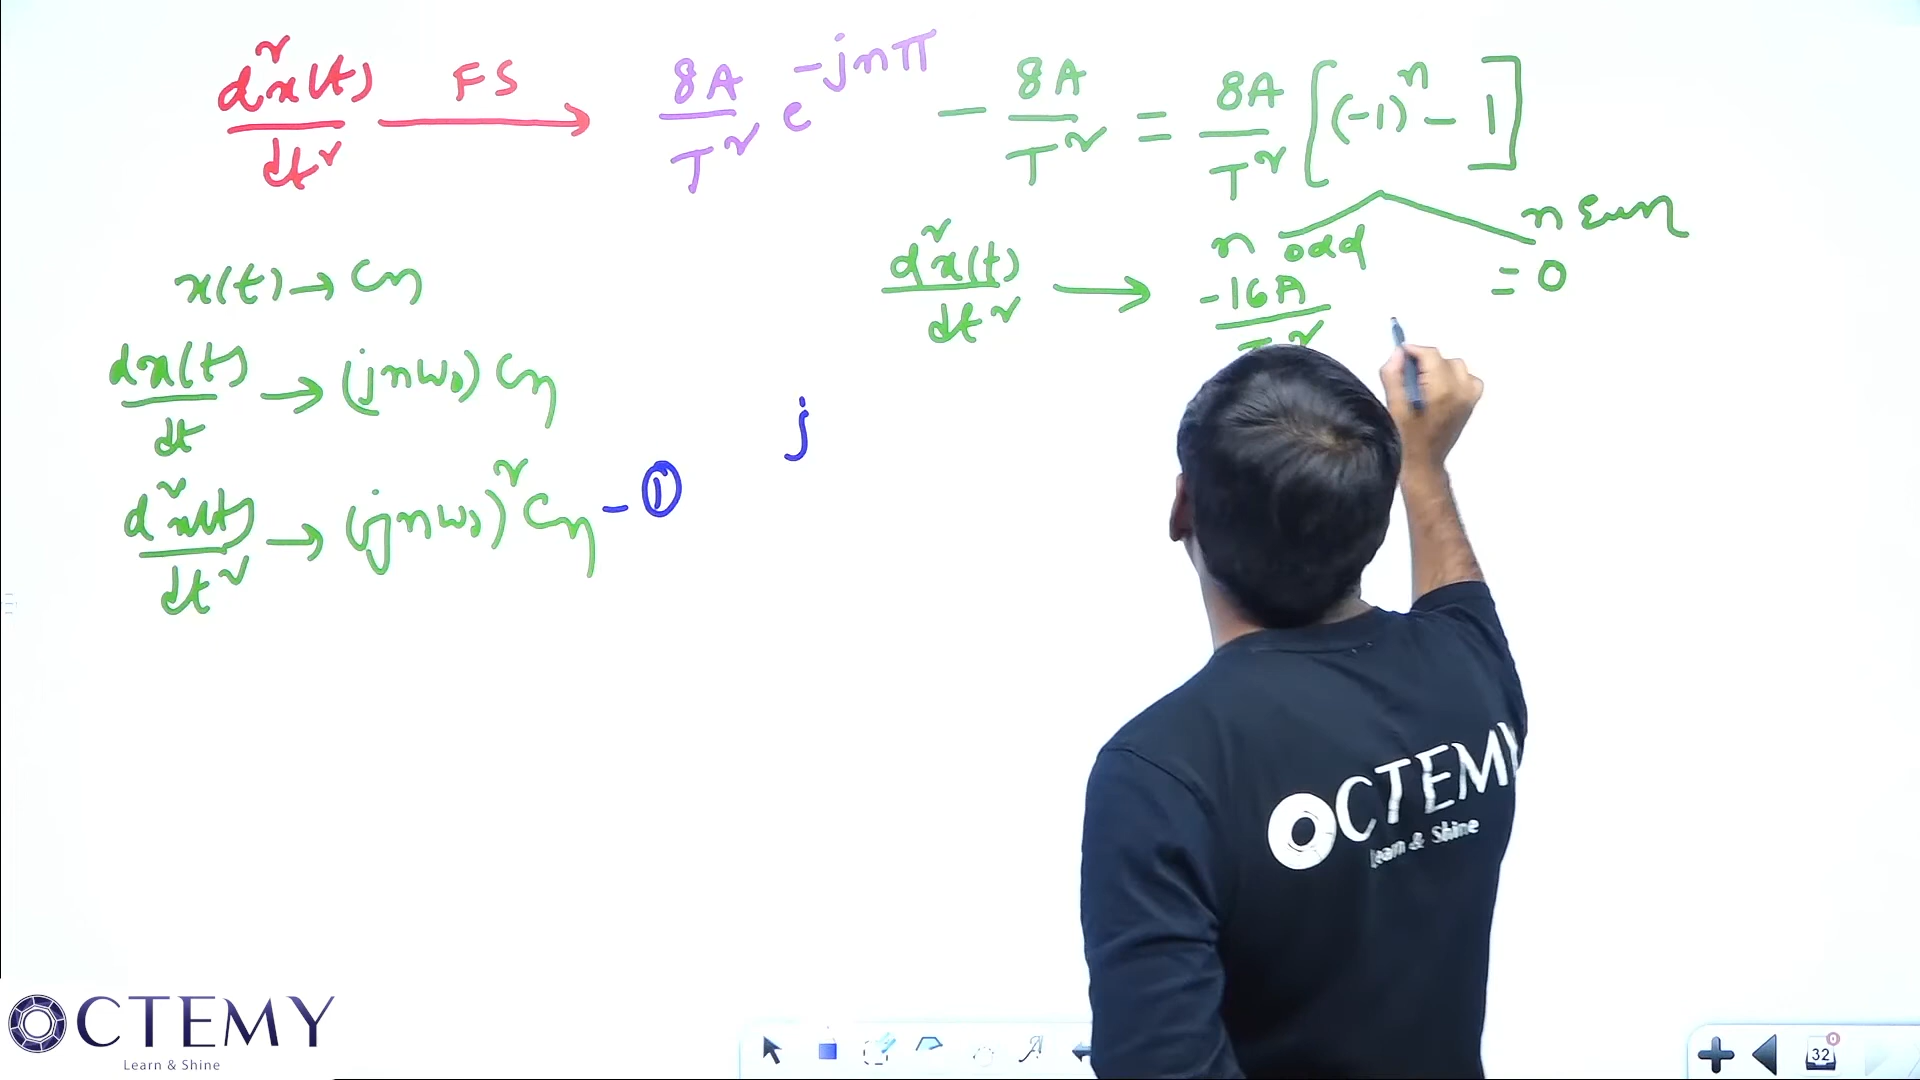 d²x(t)/dt² FS → 8A/T² e^-jnπ - 8A/T² = 8A/T² [(-1)^n - 1]
n odd n Even
d²x(t)/dt² → -16A/T² = 0
x(t) → Cn
dx(t)/dt → (jnω₀) Cn
j
d²x(t)/dt² → (jnω₀)² Cn - ①
OCTEMY
Learn & Shine
OCTEMY
Learn & Shine
32
0